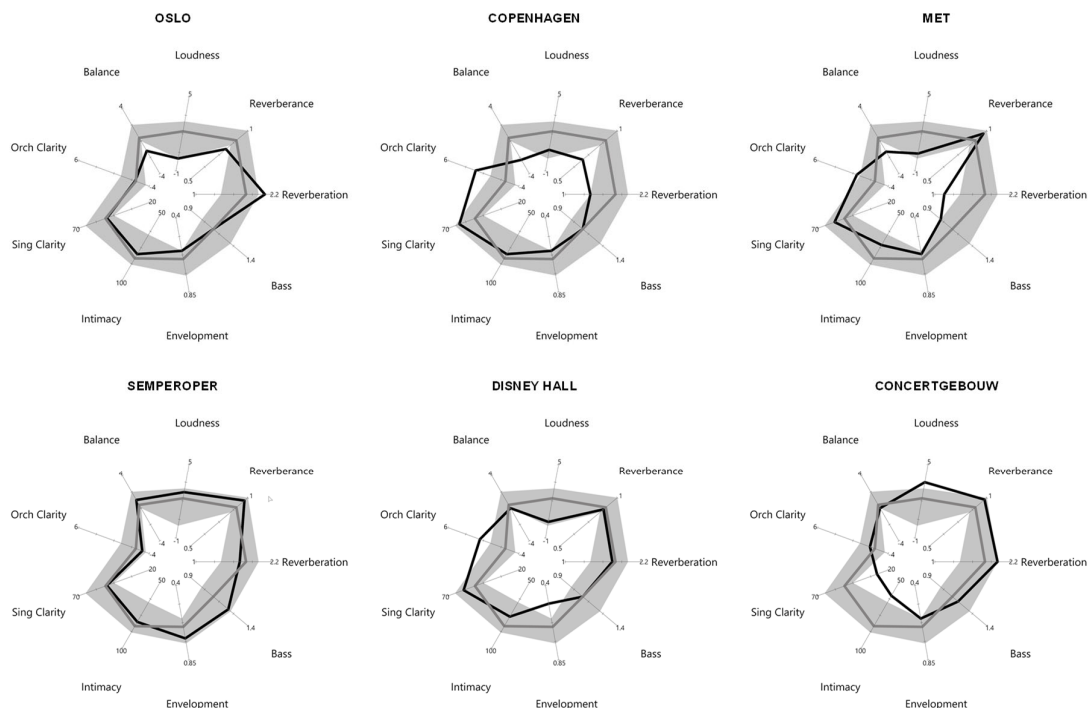 OSLO
COPENHAGEN
MET
Loudness
Loudness
Loudness
Balance
Balance
Balance
5
5
5
Reverberance
Reverberance
Reverberance
4
4
4
1
1
1
Orch Clarity
Orch Clarity
Orch Clarity
6
6
6
-1
-1
-1
-4
-4
-4
0.5
0.5
0.5
-4
-4
-4
1
1
1
2.2 Reverberation
2.2 Reverberation
2.2 Reverberation
20
20
20
0.9
0.9
0.9
50
50
50
0,4
0,4
0,4
70
70
70
Sing Clarity
Sing Clarity
Sing Clarity
1.4
1.4
1.4
100
100
100
Bass
Bass
Bass
0.85
0.85
0.85
Intimacy
Intimacy
Intimacy
Envelopment
Envelopment
Envelopment
SEMPEROPER
DISNEY HALL
CONCERTGEBOUW
Loudness
Loudness
Loudness
Balance
Balance
Balance
5
5
5
Reverberance
Reverberance
Reverberance
4
4
4
1
1
1
Orch Clarity
Orch Clarity
Orch Clarity
6
6
6
-1
-1
-1
-4
-4
-4
0.5
0.5
0.5
-4
-4
-4
1
1
1
2.2 Reverberation
2.2 Reverberation
2.2 Reverberation
20
20
20
0.9
0.9
0.9
50
50
50
0,4
0,4
0,4
70
70
70
Sing Clarity
Sing Clarity
Sing Clarity
1.4
1.4
1.4
100
100
100
Bass
Bass
Bass
0.85
0.85
0.85
Intimacy
Intimacy
Intimacy
Envelopment
Envelopment
Envelopment